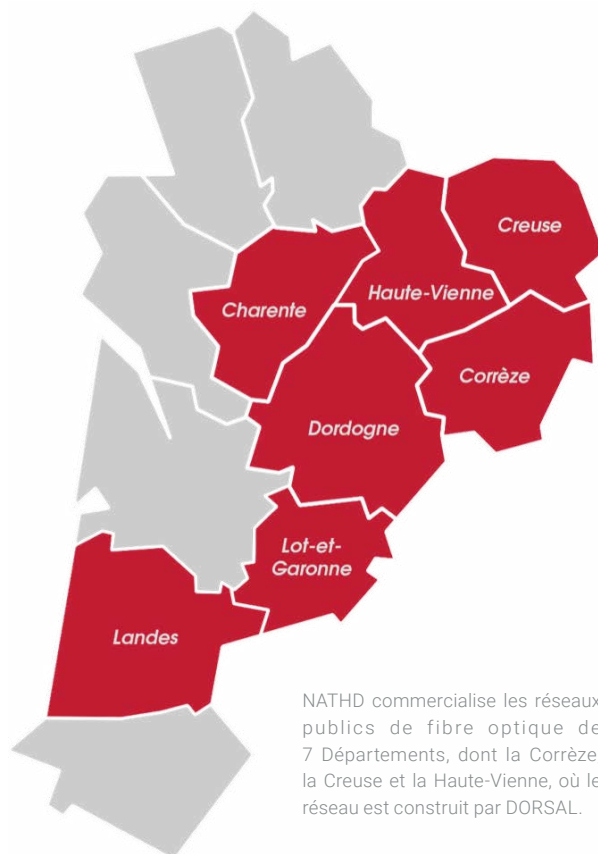 Creuse
Haute-Vienne
Charente
Corrèze
Dordogne
Lot-et-
Garonne
Landes
NATHD commercialise les réseaux
publics de fibre optique de
7 Départements, dont la Corrèze
la Creuse et la Haute-Vienne, où le
réseau est construit par DORSAL.